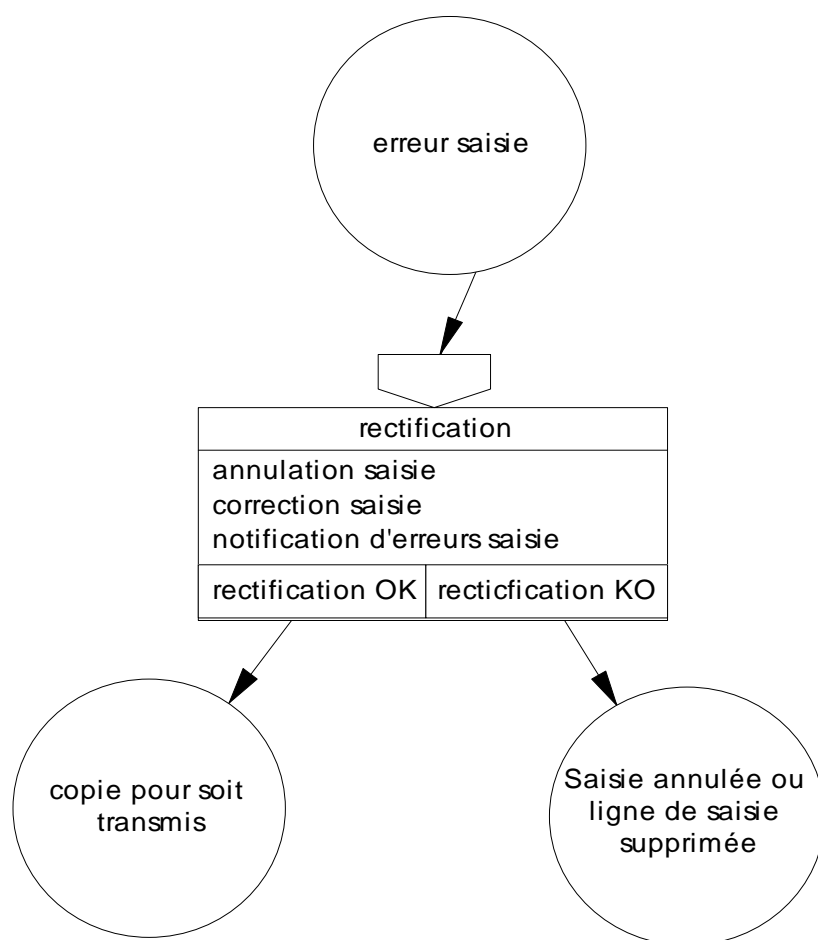 erreur saisie
rectification
annulation saisie
correction saisie
notification d'erreurs saisie
rectification OK
recticfication KO
copie pour soit
transmis
Saisie annulée ou
ligne de saisie
supprimée